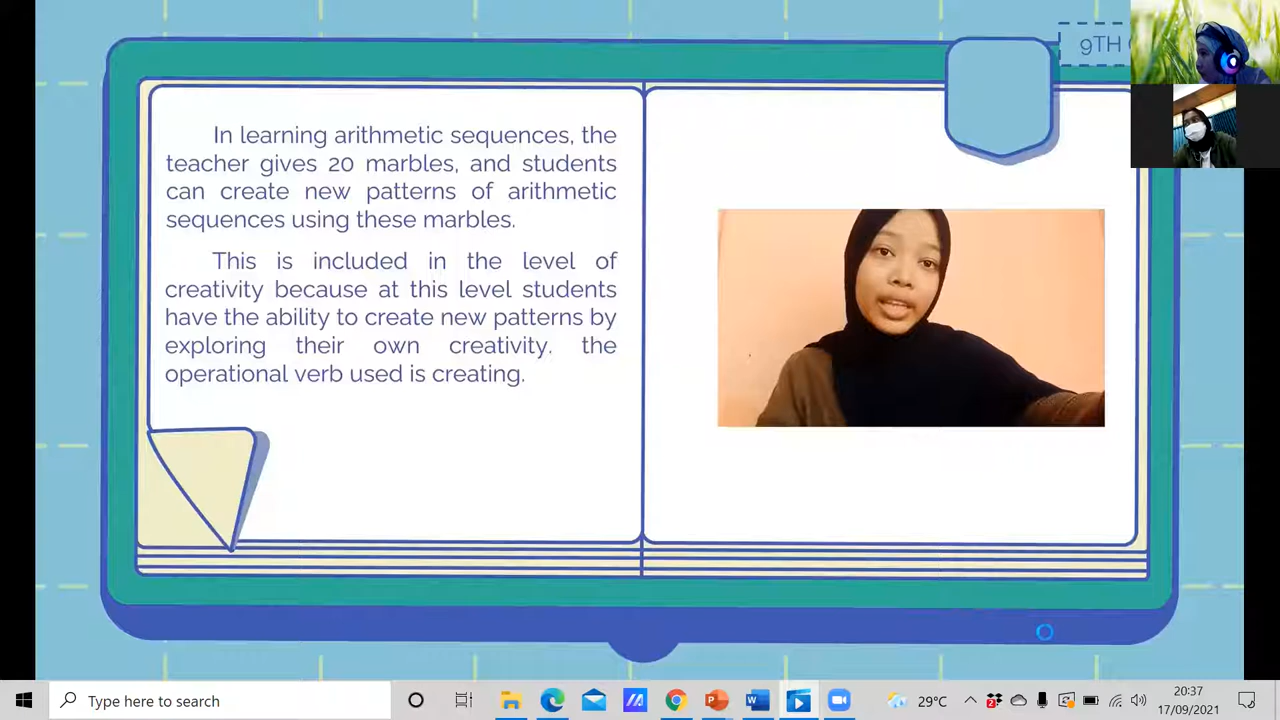 9TH
In learning arithmetic sequences, the
teacher gives 20 marbles, and students
can create new patterns of arithmetic
sequences using these marbles.
This is included in the level of
creativity because at this level students
have the ability to create new patterns by
exploring their own creativity. the
operational verb used is creating.
Type here to search
29°C
20:37
17/09/2021